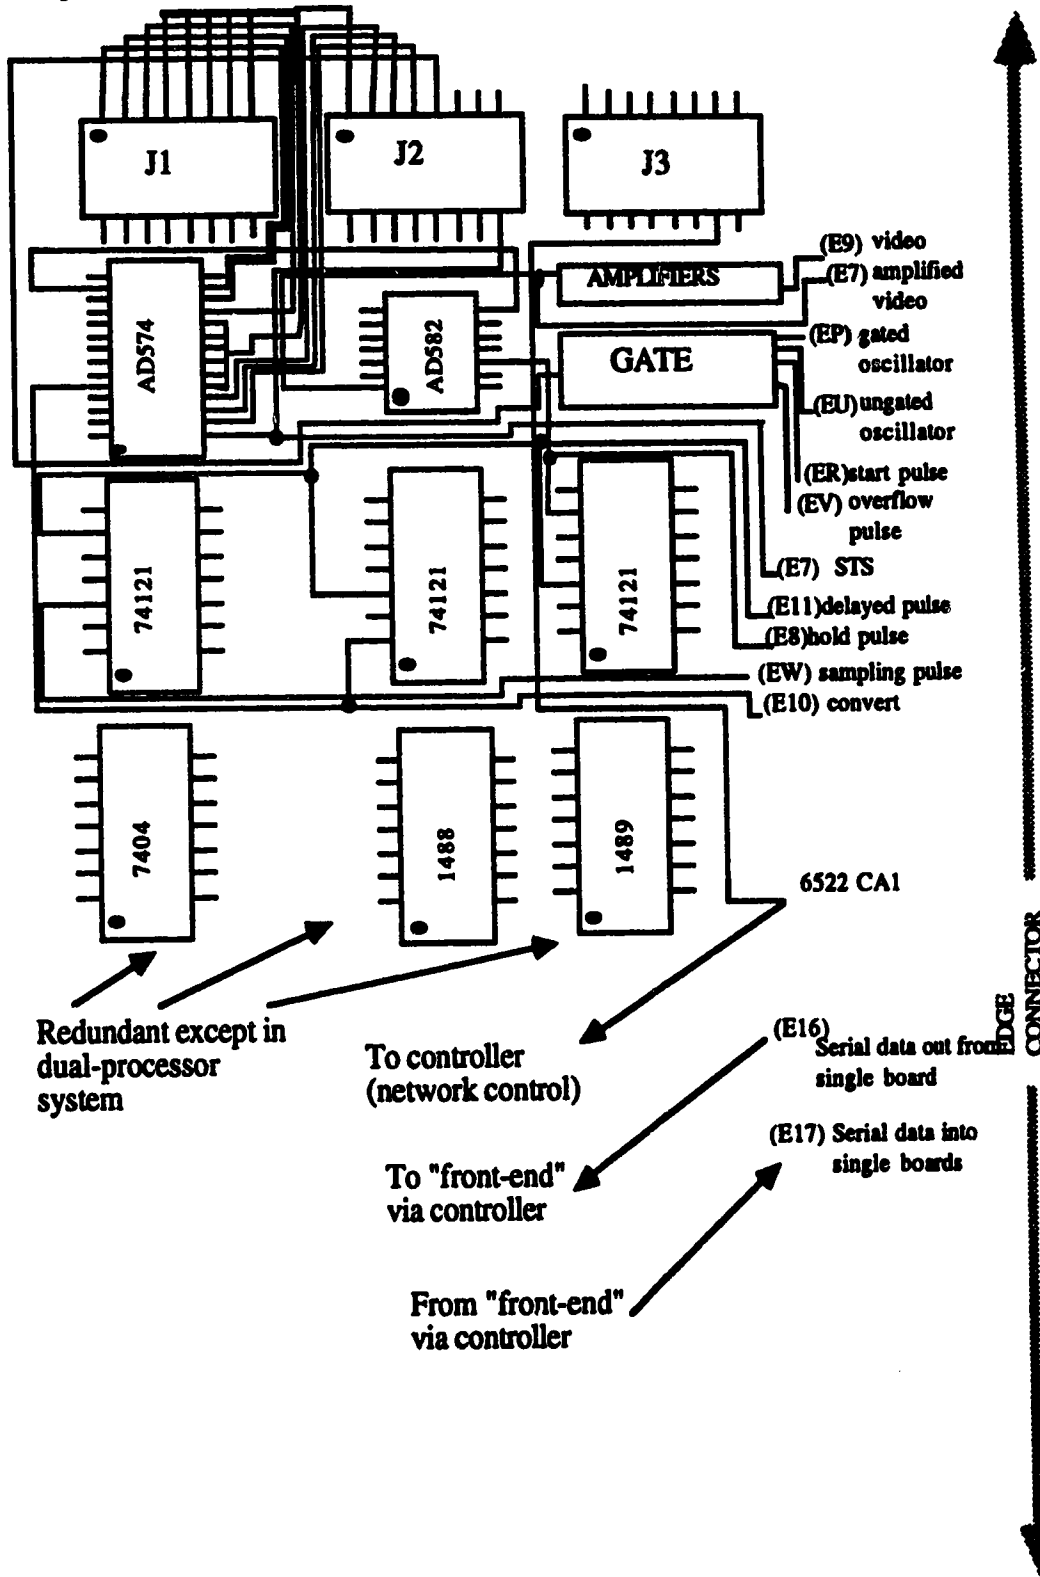 J1
J2
J3
(E9) video
AMPLIFIERS
(E7) amplified
video
AD574
AD582
GATE
(EP) gated
oscillator
(EU) ungated
oscillator
(ER)start pulse
(EV) overflow
pulse
74121
74121
74121
(E7) STS
(E11)delayed pulse
(E8)hold pulse
(EW) sampling pulse
(E10) convert
7404
1488
1489
6522 CA1
EDGE
CONNECTOR
Redundant except in
dual-processor
system
To controller
(network control)
(E16)
Serial data out from
single board
(E17) Serial data into
single boards
To "front-end"
via controller
From "front-end"
via controller